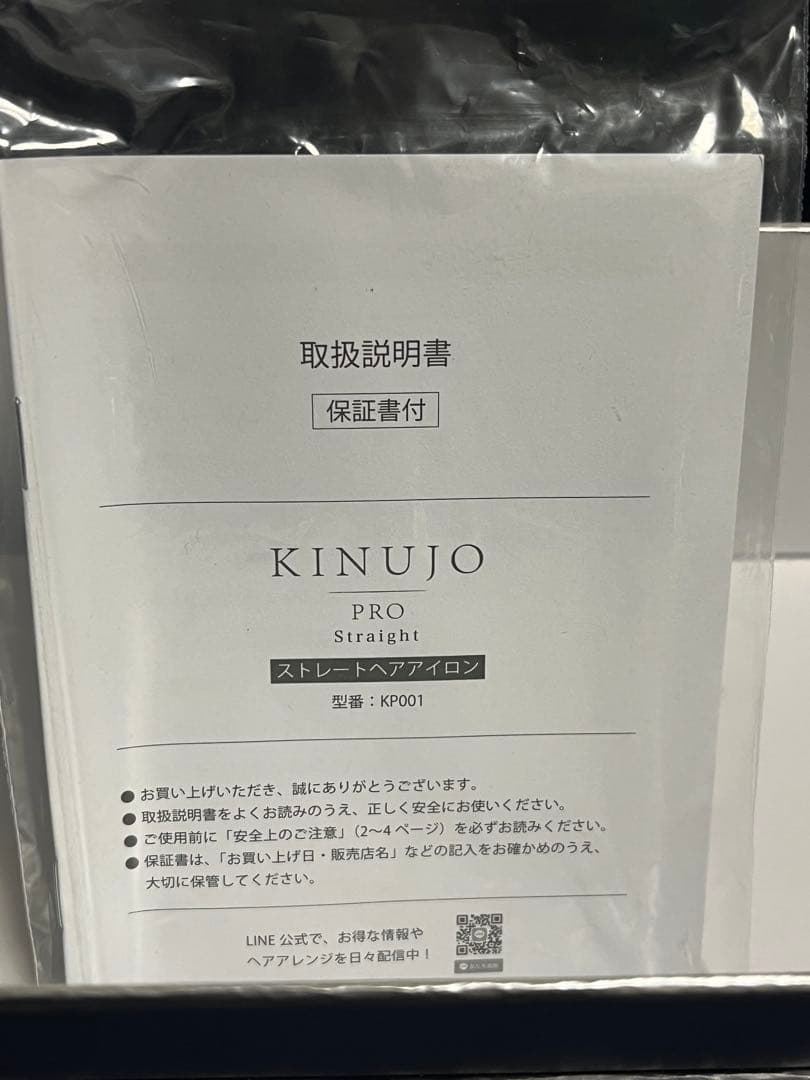 取扱説明書
保証書付
KINUJO
PRO
Straight
ストレートヘアアイロン
型番：KP001
● お買い上げいただき、誠にありがとうございます。
● 取扱説明書をよくお読みのうえ、正しく安全にお使いください。
● ご使用前に「安全上のご注意」（2〜4 ページ）を必ずお読みください。
● 保証書は、「お買い上げ日・販売店名」などの記入をお確かめのうえ、
大切に保管してください。
LINE 公式で、お得な情報や
ヘアアレンジを日々配信中！